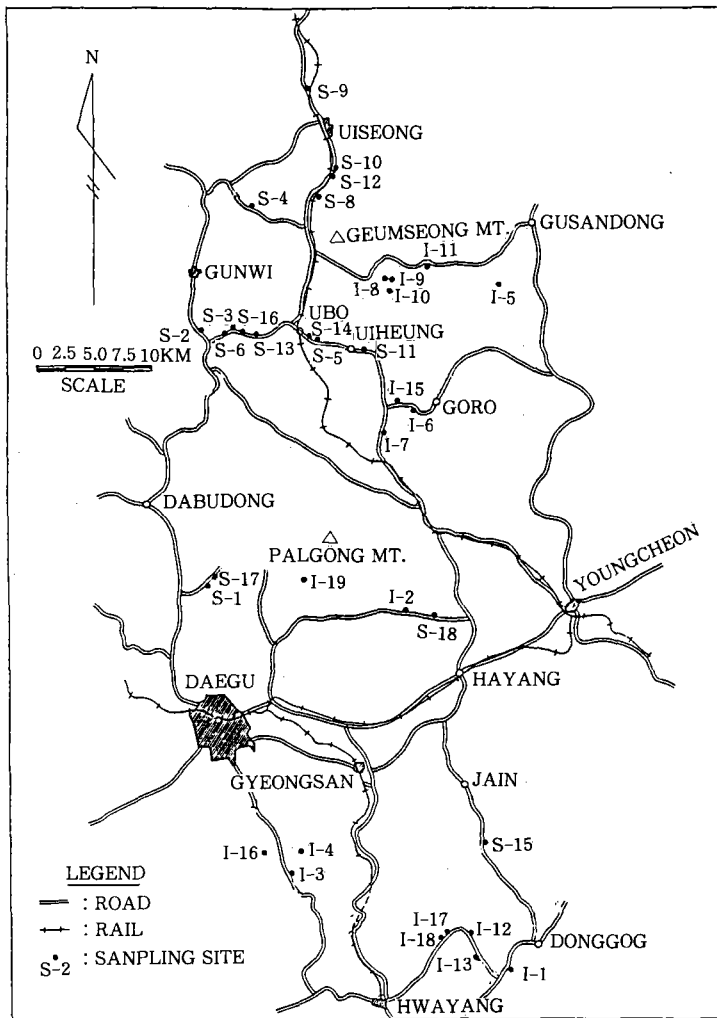 N
S-9
UISEONG
S-10
S-12
S-8
S-4
GEUMSEONG MT.
GUSANDONG
I-11
GUNWI
I-8
I-9
I-10
I-5
UBO
S-3
S-16
S-14
UIHEUNG
S-2
S-6
S-13
S-5
S-11
0 2.5 5.0 7.5 10KM
SCALE
I-15
GORO
I-6
I-7
DABUDONG
PALGONG MT.
YOUNGCHEON
S-17
I-19
S-1
I-2
S-18
DAEGU
HAYANG
GYEONGSAN
JAIN
I-16
I-4
S-15
I-3
LEGEND
: ROAD
I-17
I-12
: RAIL
I-18
DONGGOG
S-2 : SANPLING SITE
I-13
I-1
HWAYANG